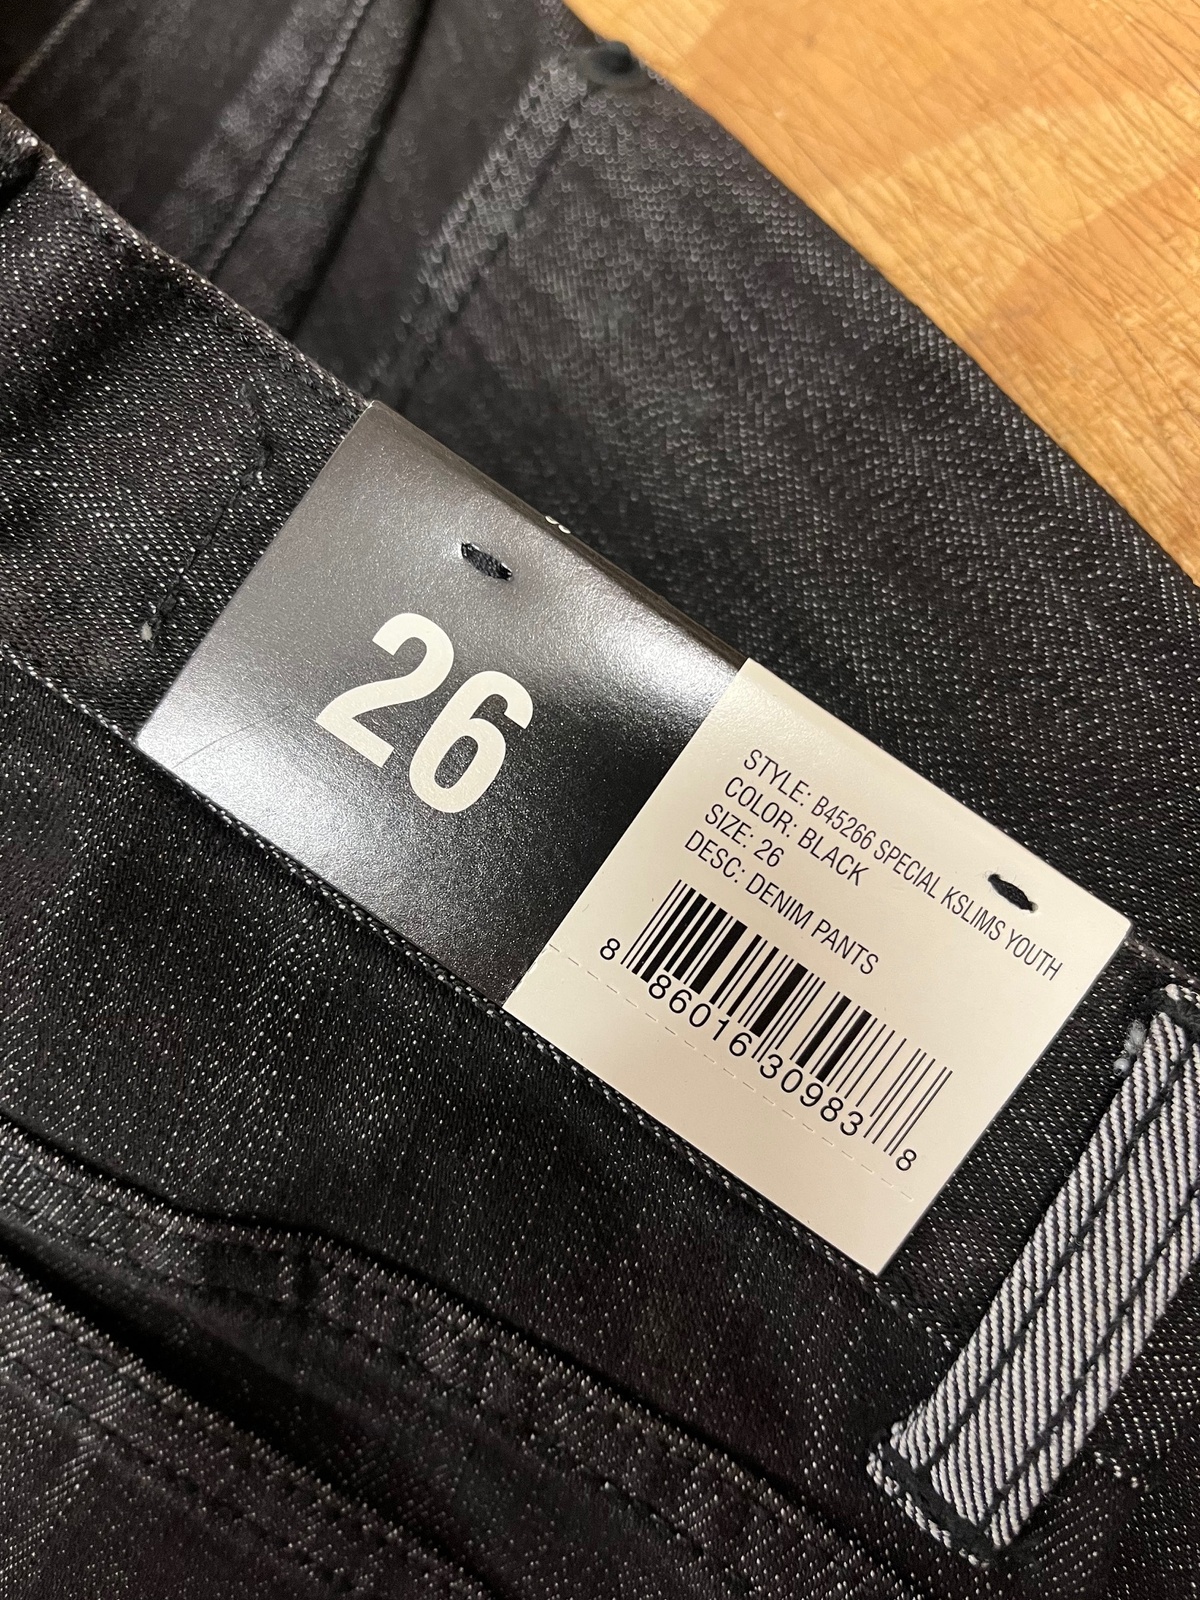 26
STYLE: B45266 SPECIAL KSLIMS YOUTH
COLOR: BLACK
SIZE: 26
DESC: DENIM PANTS
8 86016 30983 8